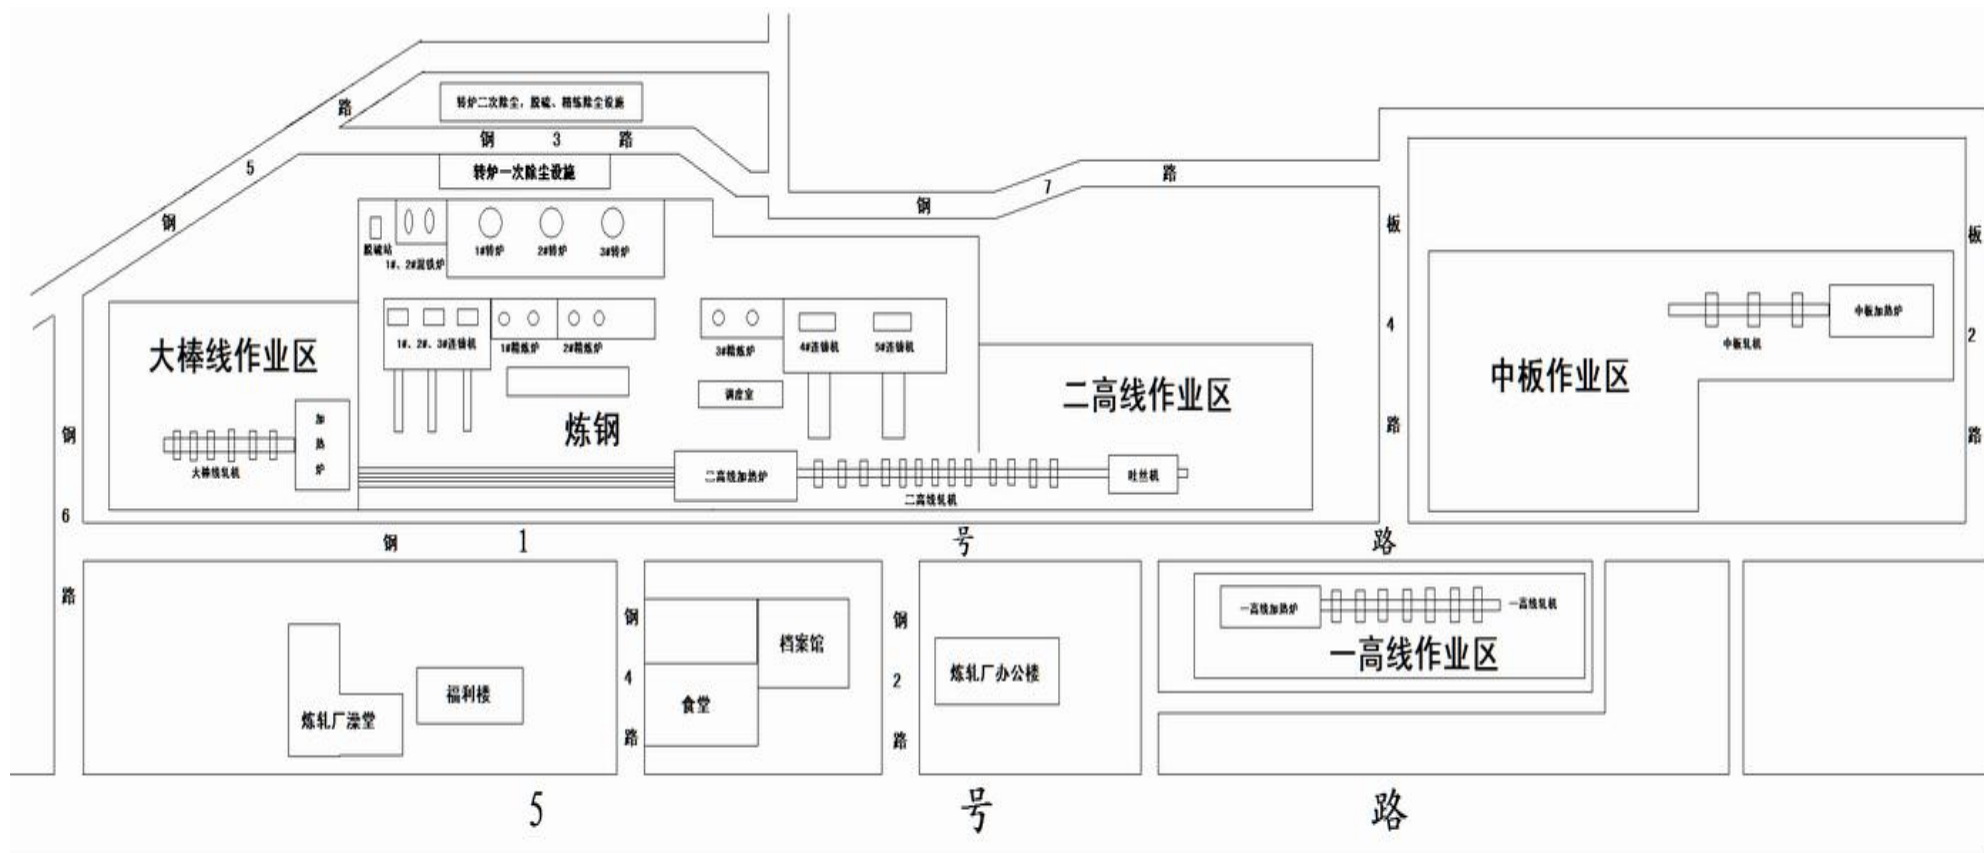 转炉二次除尘，脱硫、精炼除尘设施
钢 3 路
转炉一次除尘设施
钢 5 路
钢 7 路
脱硫站
1#、2#混铁炉
1#转炉
2#转炉
3#转炉
板 4 路
板 2 路
大棒线作业区
1#、2#、3#连铸机
1#精炼炉
2#精炼炉
3#精炼炉
4#连铸机
5#连铸机
调度室
炼钢
二高线作业区
中板作业区
中板轧机
中板加热炉
加热炉
大棒线轧机
二高线加热炉
二高线轧机
吐丝机
钢 6 路
钢 1 号 路
钢 4 路
钢 2 路
档案馆
食堂
福利楼
炼轧厂澡堂
炼轧厂办公楼
一高线加热炉
一高线轧机
一高线作业区
5 号 路